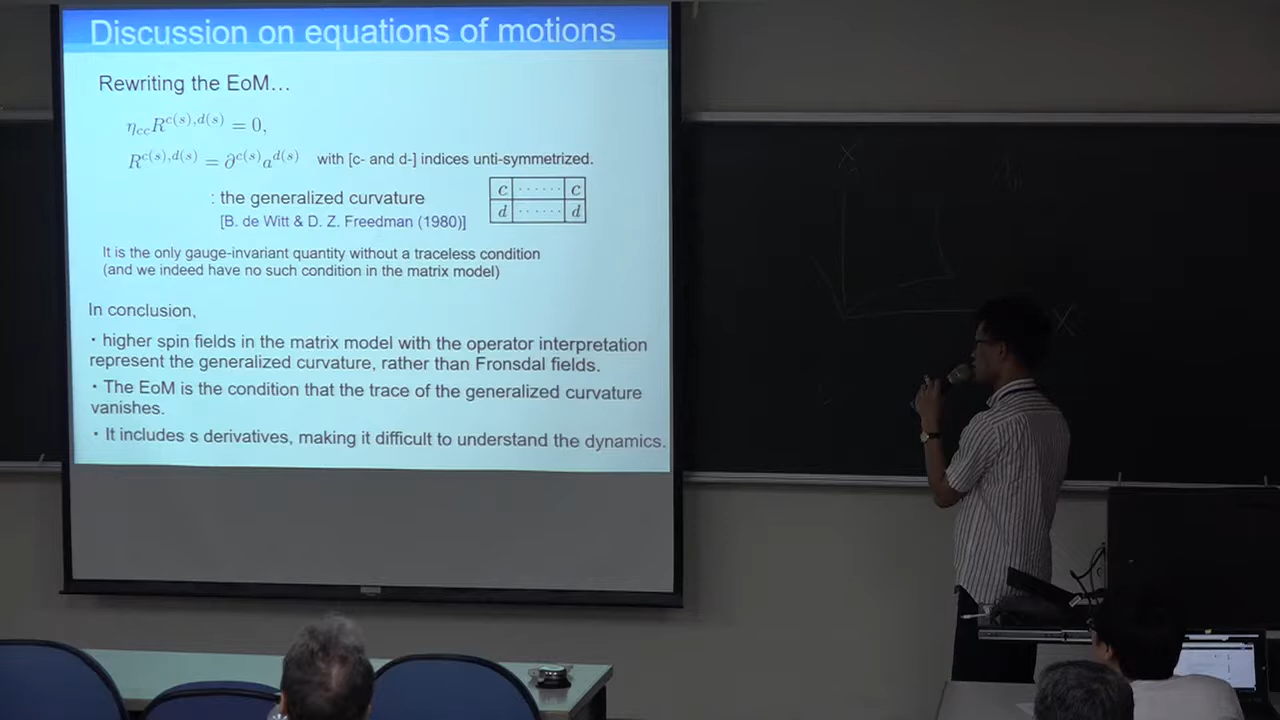 Discussion on equations of motions
Rewriting the EoM…
η_{cc}R^{c(s),d(s)} = 0,
R^{c(s),d(s)} = ∂^{c(s)}a^{d(s)} with [c- and d-] indices unti-symmetrized.
: the generalized curvature
c ······ c
d ······ d
[B. de Witt & D. Z. Freedman (1980)]
It is the only gauge-invariant quantity without a traceless condition
(and we indeed have no such condition in the matrix model)
In conclusion,
・higher spin fields in the matrix model with the operator interpretation
represent the generalized curvature, rather than Fronsdal fields.
・The EoM is the condition that the trace of the generalized curvature
vanishes.
・It includes s derivatives, making it difficult to understand the dynamics.
X
X